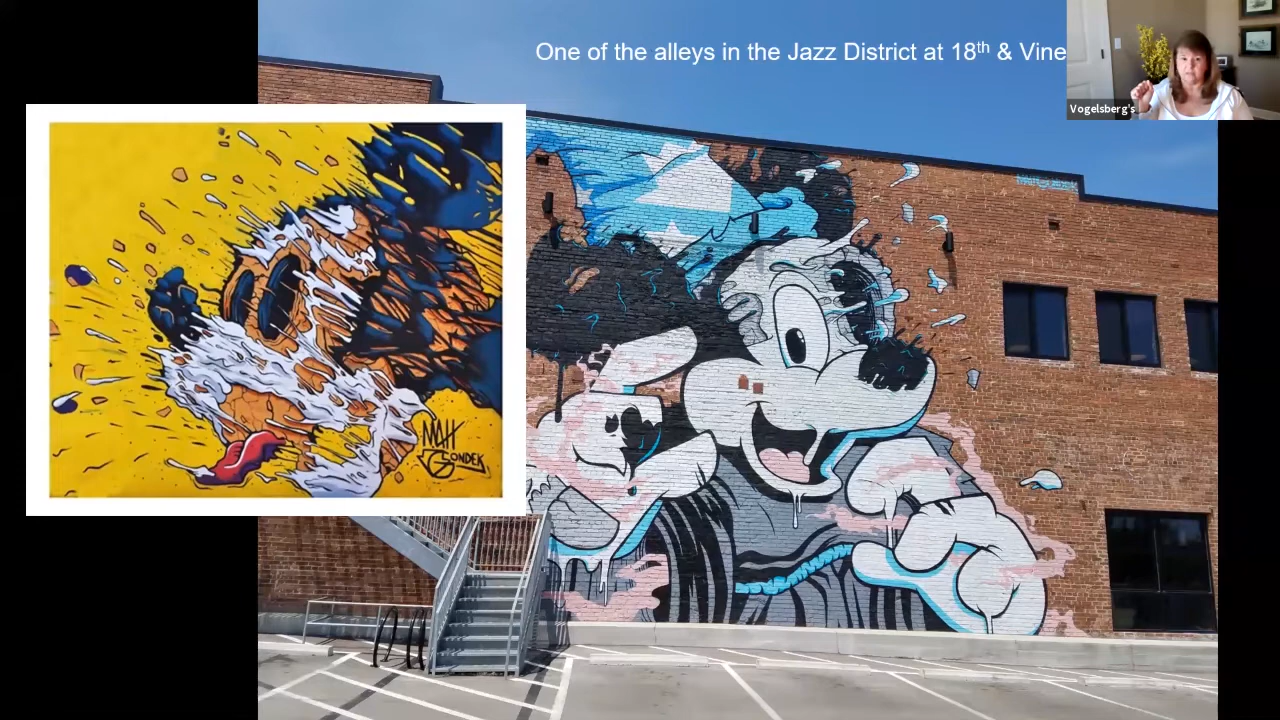 One of the alleys in the Jazz District at 18th & Vine
Vogelsberg's
MATT
GONDEK